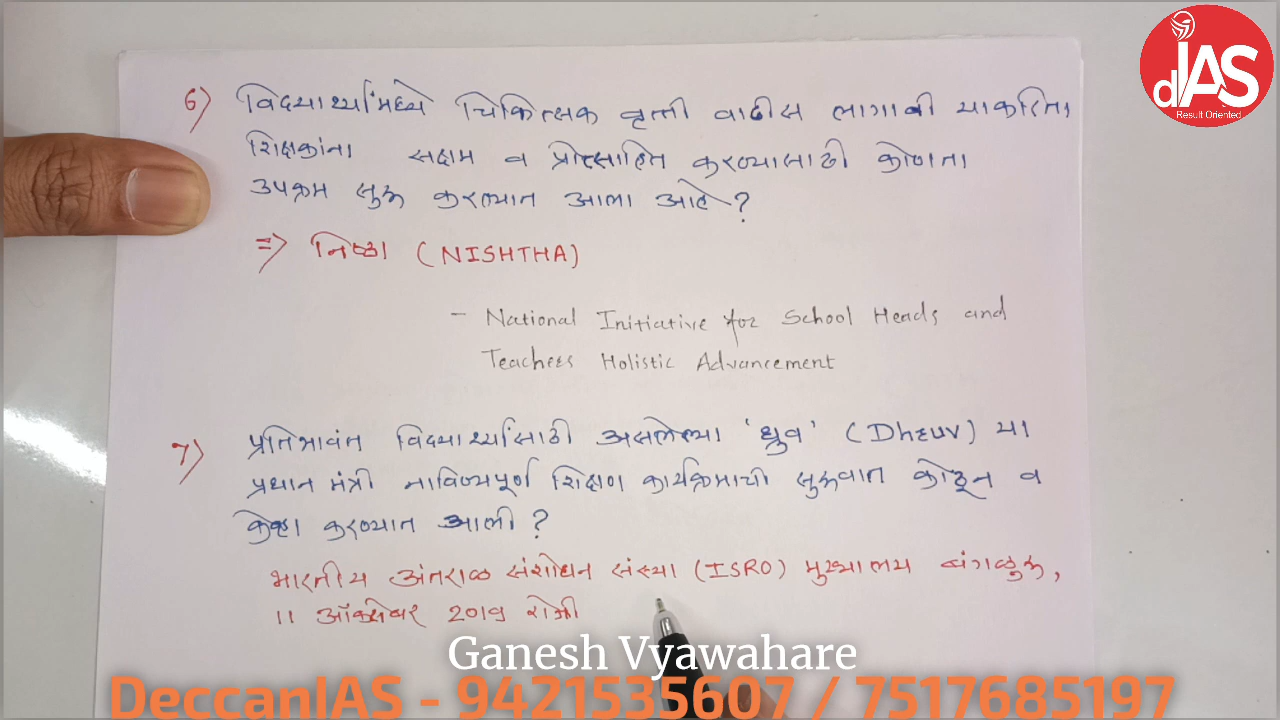 dIAS
Result Oriented
6) विद्यार्थ्यांमध्ये चिकित्सक वृत्ती वाढीस लागावी याकरिता
शिक्षकांना सक्षम व प्रोत्साहित करण्यासाठी कोणता
उपक्रम सुरू करण्यात आला आहे?
=> निष्ठा (NISHTHA)
- National Initiative for School Heads and
Teachers Holistic Advancement
7) प्रतिभावंत विद्यार्थ्यांसाठी असलेल्या 'ध्रुव' (Dhruv) या
प्रधान मंत्री नाविन्यपूर्ण शिक्षण कार्यक्रमाची सुरूवात कोठून व
केव्हा करण्यात आली?
भारतीय अंतराळ संशोधन संस्था (ISRO) मुख्यालय बंगळुरू,
11 ऑक्टोबर 2019 रोजी
Ganesh Vyawahare
DeccanIAS - 9421535607 / 7517685197